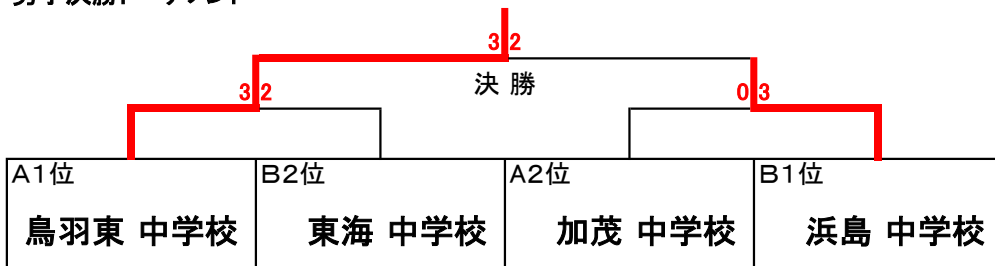 3 2
決 勝
3 2
0 3
A1位
B2位
A2位
B1位
鳥羽東 中学校
東海 中学校
加茂 中学校
浜島 中学校